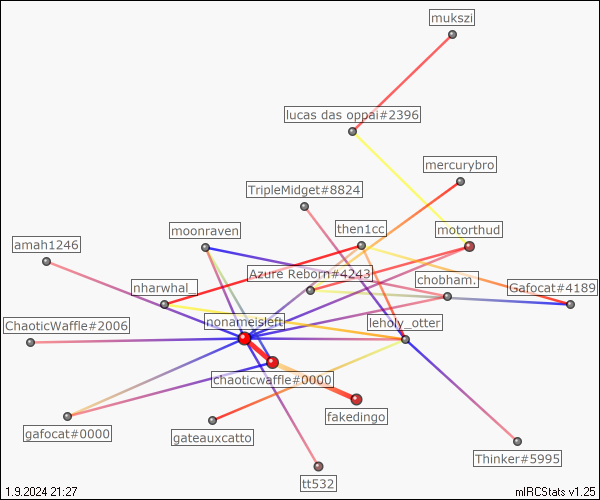 mukszi
lucas das oppai#2396
mercurybro
TripleMidget#8824
moonraven
then1cc
motorthud
amah1246
Azure Reborn#4243
chobham.
nharwhal_
Gafocat#4189
ChaoticWaffle#2006
nonameisleft
leholy_otter
chaoticwaffle#0000
fakedingo
gafocat#0000
gateauxcatto
Thinker#5995
tt532
1.9.2024 21:27
mIRCStats v1.25